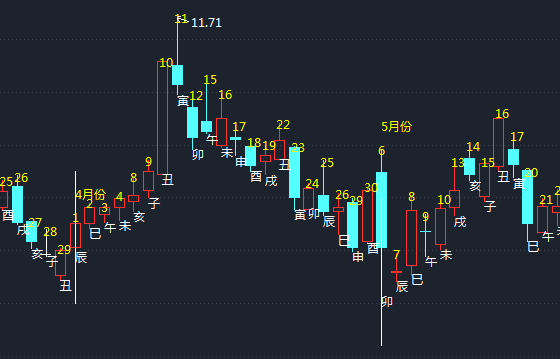 25
酉
26
戌
27
亥
28
子
29
丑
4月份
1
辰
2
巳
3
午
4
未
8
亥
9
子
10
丑
11
11.71
寅
12
卯
15
午
16
未
17
申
18
酉
19
戌
22
丑
23
寅
24
卯
25
辰
26
巳
29
申
30
酉
5月份
6
卯
7
辰
8
巳
9
午
10
未
13
戌
14
亥
15
子
16
丑
17
寅
20
巳
21
午